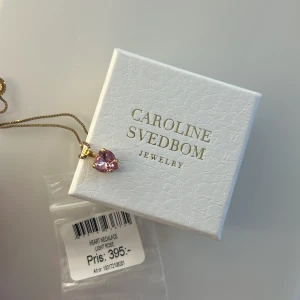 CAROLINE
SVEDBOM
JEWELRY
HEART NECKLACE
LIGHT ROSE
Pris: 395:-